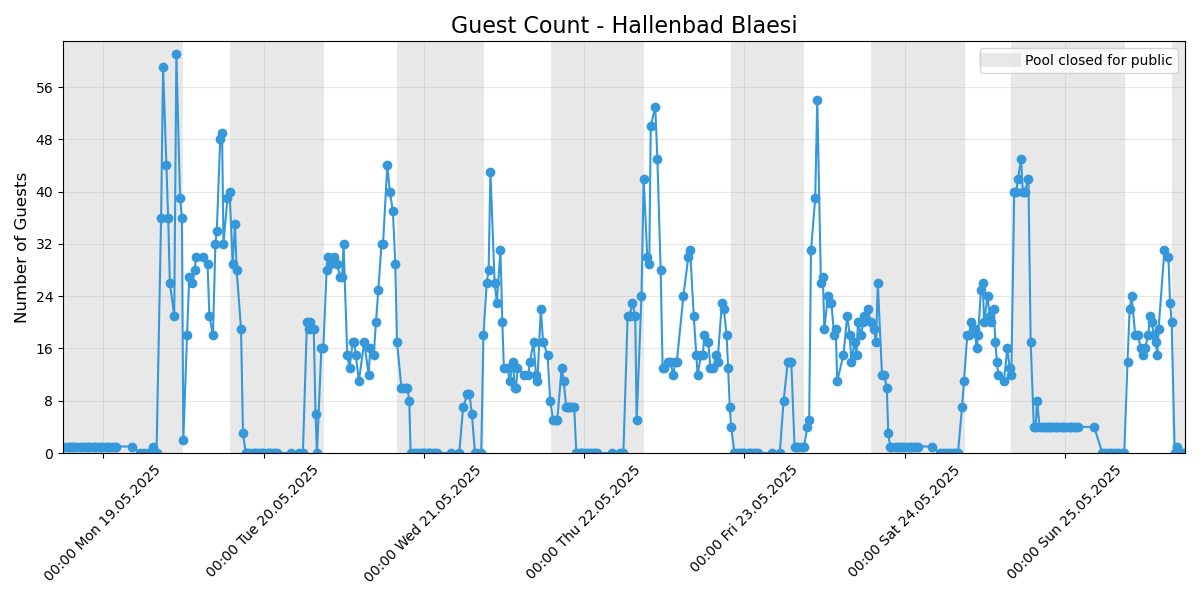 Guest Count - Hallenbad Blaesi
Pool closed for public
Number of Guests
56
48
40
32
24
16
8
0
00:00 Mon 19.05.2025
00:00 Tue 20.05.2025
00:00 Wed 21.05.2025
00:00 Thu 22.05.2025
00:00 Fri 23.05.2025
00:00 Sat 24.05.2025
00:00 Sun 25.05.2025